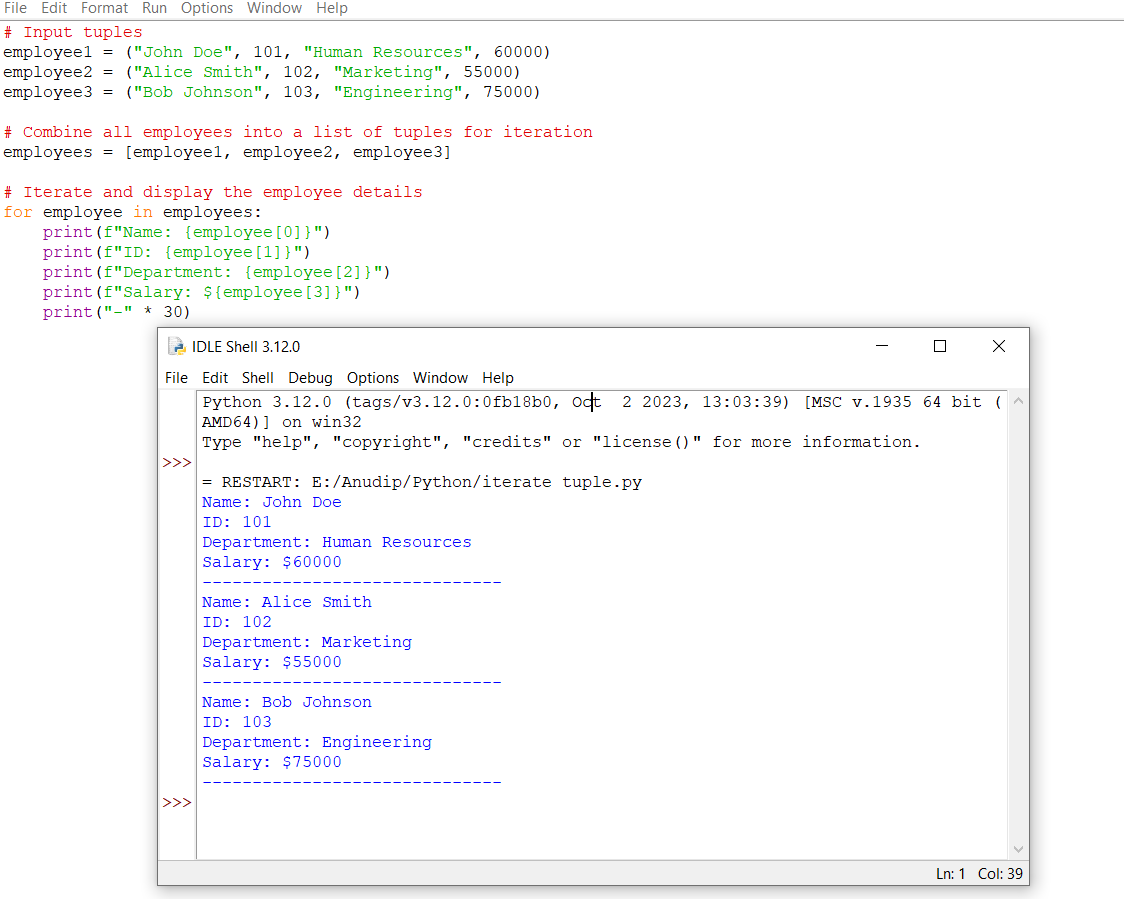 File Edit Format Run Options Window Help
# Input tuples
employee1 = ("John Doe", 101, "Human Resources", 60000)
employee2 = ("Alice Smith", 102, "Marketing", 55000)
employee3 = ("Bob Johnson", 103, "Engineering", 75000)
# Combine all employees into a list of tuples for iteration
employees = [employee1, employee2, employee3]
# Iterate and display the employee details
for employee in employees:
    print(f"Name: {employee[0]}")
    print(f"ID: {employee[1]}")
    print(f"Department: {employee[2]}")
    print(f"Salary: ${employee[3]}")
    print("-" * 30)
IDLE Shell 3.12.0
File Edit Shell Debug Options Window Help
Python 3.12.0 (tags/v3.12.0:0fb18b0, Oct  2 2023, 13:03:39) [MSC v.1935 64 bit (
AMD64)] on win32
Type "help", "copyright", "credits" or "license()" for more information.
>>>
= RESTART: E:/Anudip/Python/iterate tuple.py
Name: John Doe
ID: 101
Department: Human Resources
Salary: $60000
------------------------------
Name: Alice Smith
ID: 102
Department: Marketing
Salary: $55000
------------------------------
Name: Bob Johnson
ID: 103
Department: Engineering
Salary: $75000
------------------------------
>>>
Ln: 1 Col: 39